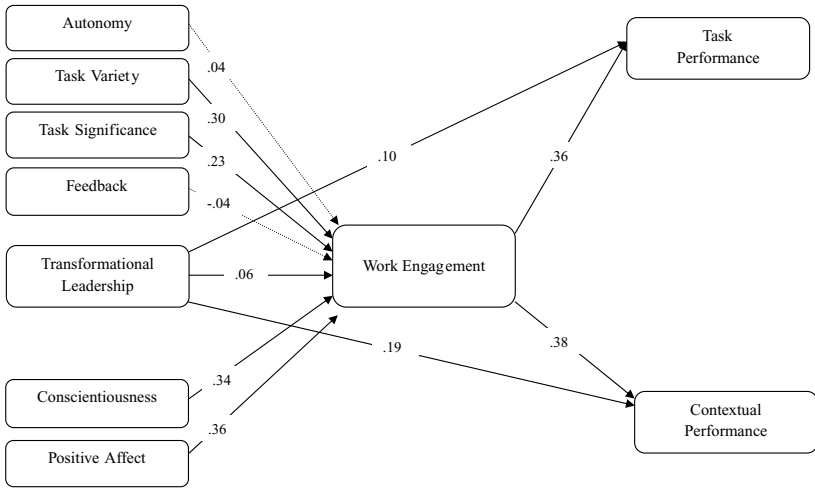 Autonomy
Task
Performance
.04
Task Variety
.30
Task Significance
.23
.10
.36
Feedback
-.04
Transformational
Leadership
.06
Work Engagement
.19
.38
.34
Conscientiousness
.36
Contextual
Performance
Positive Affect